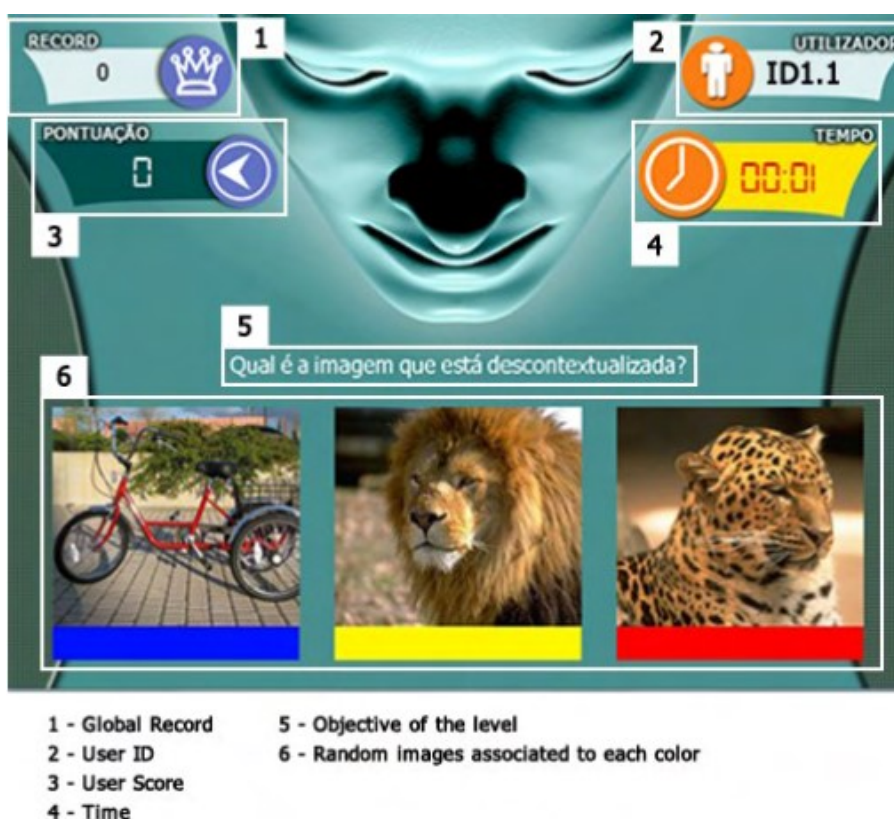 RECORD
0
1
2
UTILIZADOR
ID1.1
PONTUAÇÃO
0
3
TEMPO
00:01
4
5
Qual é a imagem que está descontextualizada?
6
1 - Global Record
2 - User ID
3 - User Score
4 - Time
5 - Objective of the level
6 - Random images associated to each color